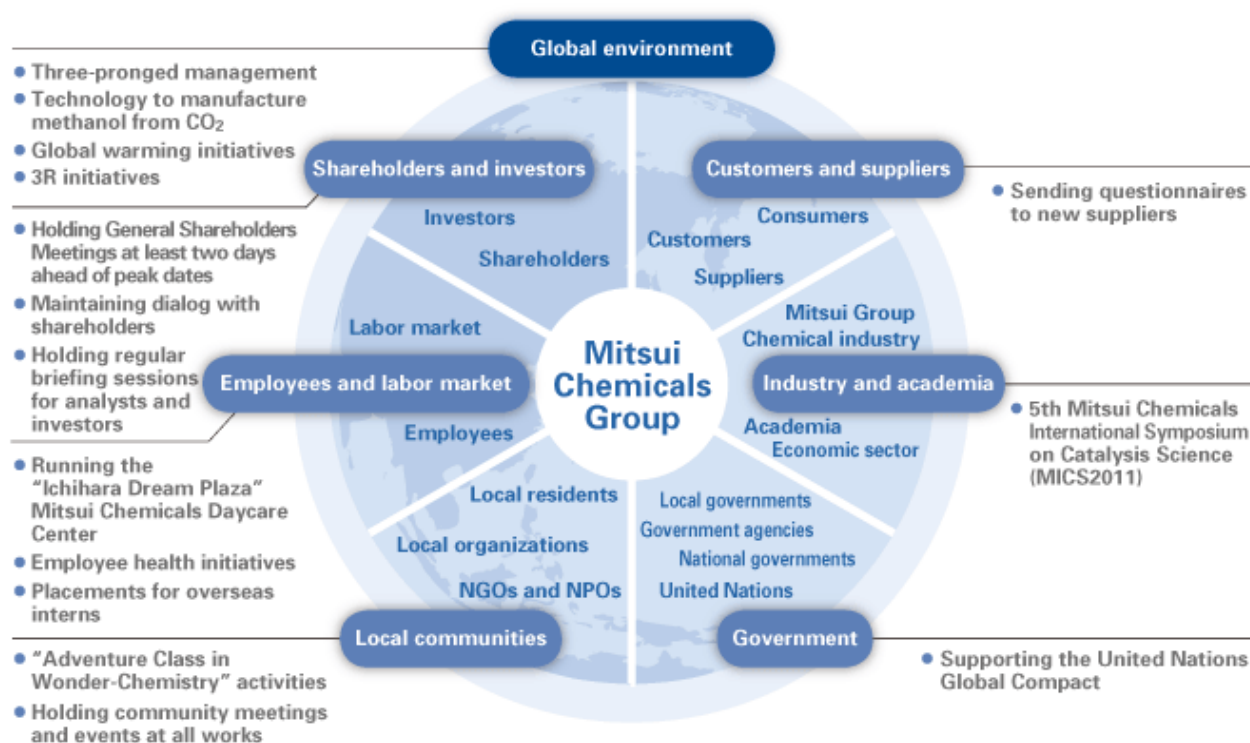 Global environment
• Three-pronged management
• Technology to manufacture
methanol from CO₂
• Global warming initiatives
• 3R initiatives
Shareholders and investors
Investors
Shareholders
• Holding General Shareholders
Meetings at least two days
ahead of peak dates
• Maintaining dialog with
shareholders
• Holding regular
briefing sessions
for analysts and
investors
Customers and suppliers
Consumers
Customers
Suppliers
• Sending questionnaires
to new suppliers
Labor market
Employees and labor market
Employees
• Running the
“Ichihara Dream Plaza”
Mitsui Chemicals Daycare
Center
• Employee health initiatives
• Placements for overseas
interns
Mitsui
Chemicals
Group
Mitsui Group
Chemical industry
Industry and academia
Academia
Economic sector
• 5th Mitsui Chemicals
International Symposium
on Catalysis Science
(MICS2011)
Local residents
Local organizations
NGOs and NPOs
Local communities
• “Adventure Class in
Wonder-Chemistry” activities
• Holding community meetings
and events at all works
Local governments
Government agencies
National governments
United Nations
Government
• Supporting the United Nations
Global Compact